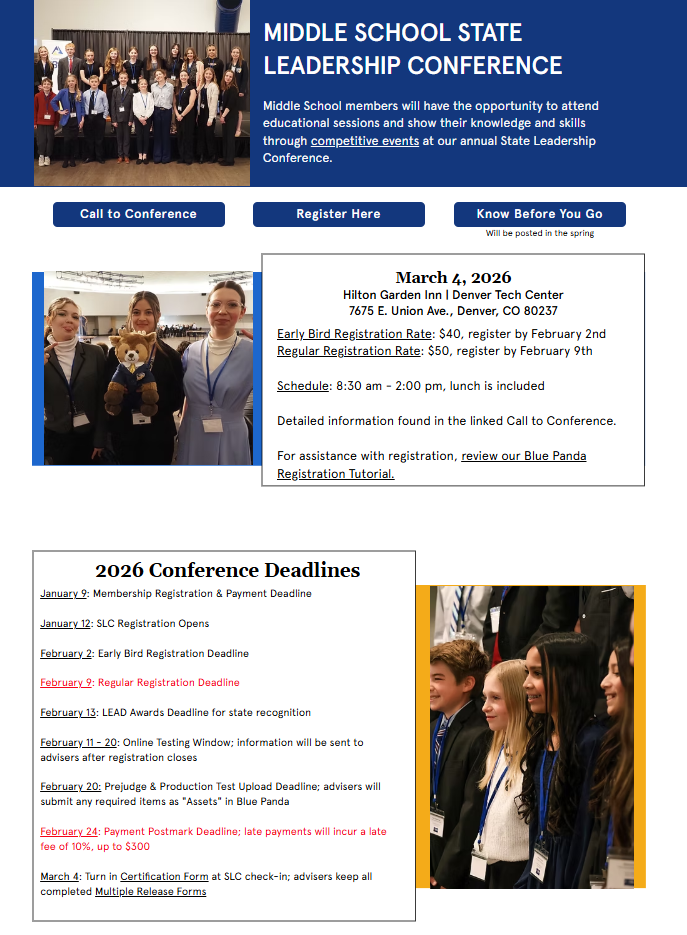 MIDDLE SCHOOL STATE
LEADERSHIP CONFERENCE
Middle School members will have the opportunity to attend
educational sessions and show their knowledge and skills
through competitive events at our annual State Leadership
Conference.
Call to Conference
Register Here
Know Before You Go
Will be posted in the spring
March 4, 2026
Hilton Garden Inn | Denver Tech Center
7675 E. Union Ave., Denver, CO 80237
Early Bird Registration Rate: $40, register by February 2nd
Regular Registration Rate: $50, register by February 9th
Schedule: 8:30 am - 2:00 pm, lunch is included
Detailed information found in the linked Call to Conference.
For assistance with registration, review our Blue Panda
Registration Tutorial.
2026 Conference Deadlines
January 9: Membership Registration & Payment Deadline
January 12: SLC Registration Opens
February 2: Early Bird Registration Deadline
February 9: Regular Registration Deadline
February 13: LEAD Awards Deadline for state recognition
February 11 - 20: Online Testing Window; information will be sent to
advisers after registration closes
February 20: Prejudge & Production Test Upload Deadline; advisers will
submit any required items as "Assets" in Blue Panda
February 24: Payment Postmark Deadline; late payments will incur a late
fee of 10%, up to $300
March 4: Turn in Certification Form at SLC check-in; advisers keep all
completed Multiple Release Forms